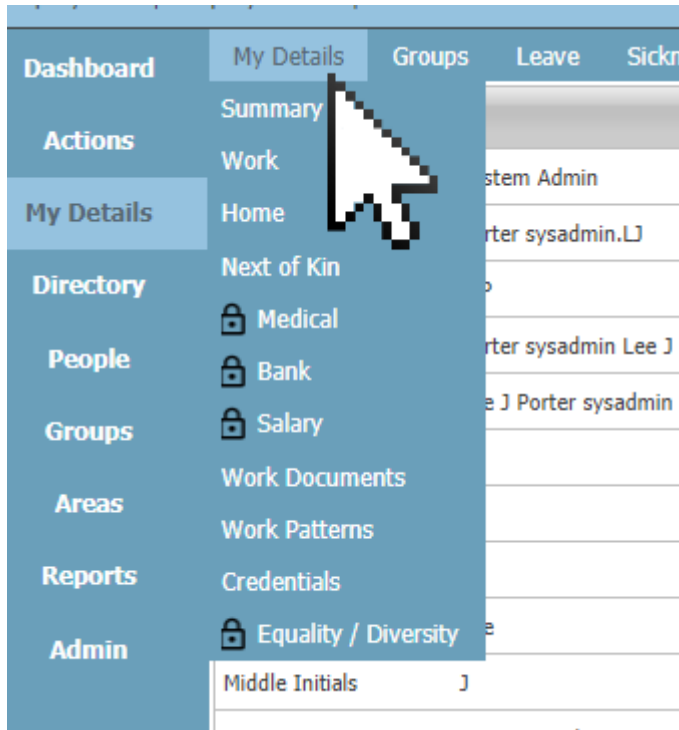 My Details Groups Leave Sickn
Dashboard
Actions
My Details
Directory
People
Groups
Areas
Reports
Admin
Summary
Work
Home
Next of Kin
Medical
Bank
Salary
Work Documents
Work Patterns
Credentials
Equality / Diversity
stem Admin
rter sysadmin.LJ
rter sysadmin Lee J
e J Porter sysadmin
e
Middle Initials J